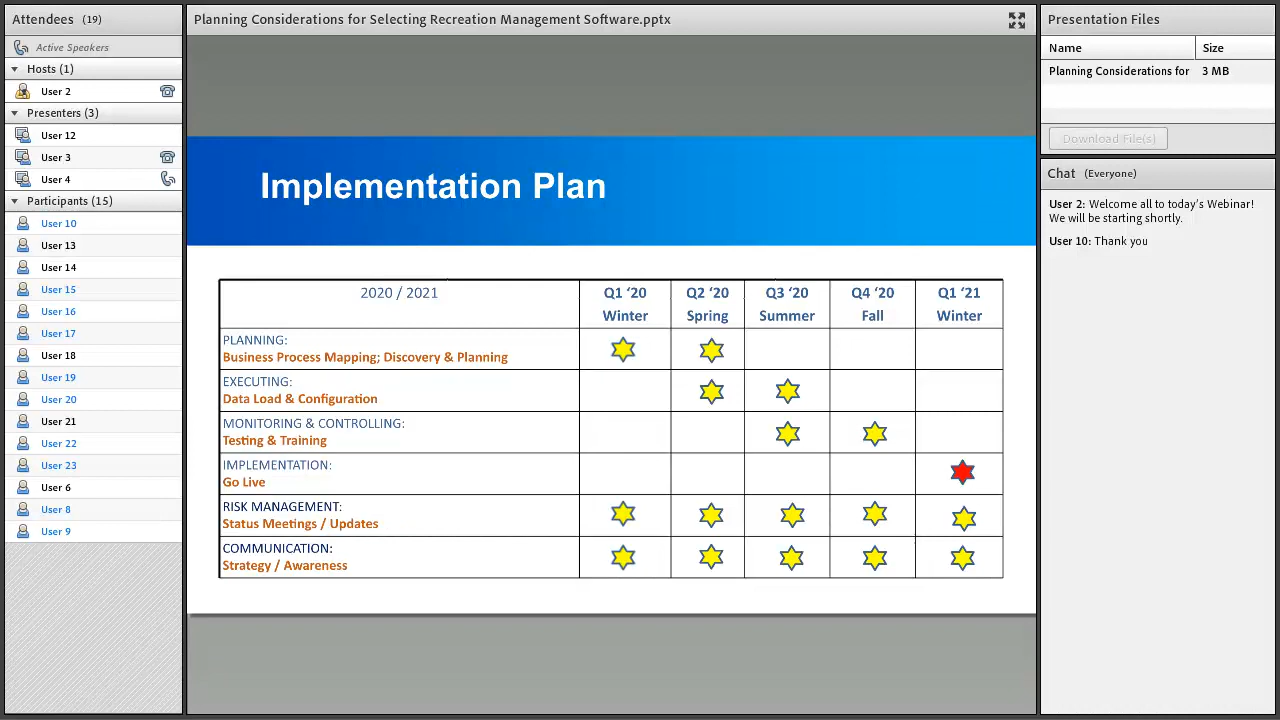 Attendees (19)
Active Speakers
Hosts (1)
User 2
Presenters (3)
User 12
User 3
User 4
Participants (15)
User 10
User 13
User 14
User 15
User 16
User 17
User 18
User 19
User 20
User 21
User 22
User 23
User 6
User 8
User 9
Planning Considerations for Selecting Recreation Management Software.pptx
Implementation Plan
2020 / 2021 Q1 ‘20 Q2 ‘20 Q3 ‘20 Q4 ‘20 Q1 ‘21
Winter Spring Summer Fall Winter
PLANNING:
Business Process Mapping; Discovery & Planning
EXECUTING:
Data Load & Configuration
MONITORING & CONTROLLING:
Testing & Training
IMPLEMENTATION:
Go Live
RISK MANAGEMENT:
Status Meetings / Updates
COMMUNICATION:
Strategy / Awareness
Presentation Files
Name Size
Planning Considerations for 3 MB
Download File(s)
Chat (Everyone)
User 2: Welcome all to today's Webinar!
We will be starting shortly.
User 10: Thank you